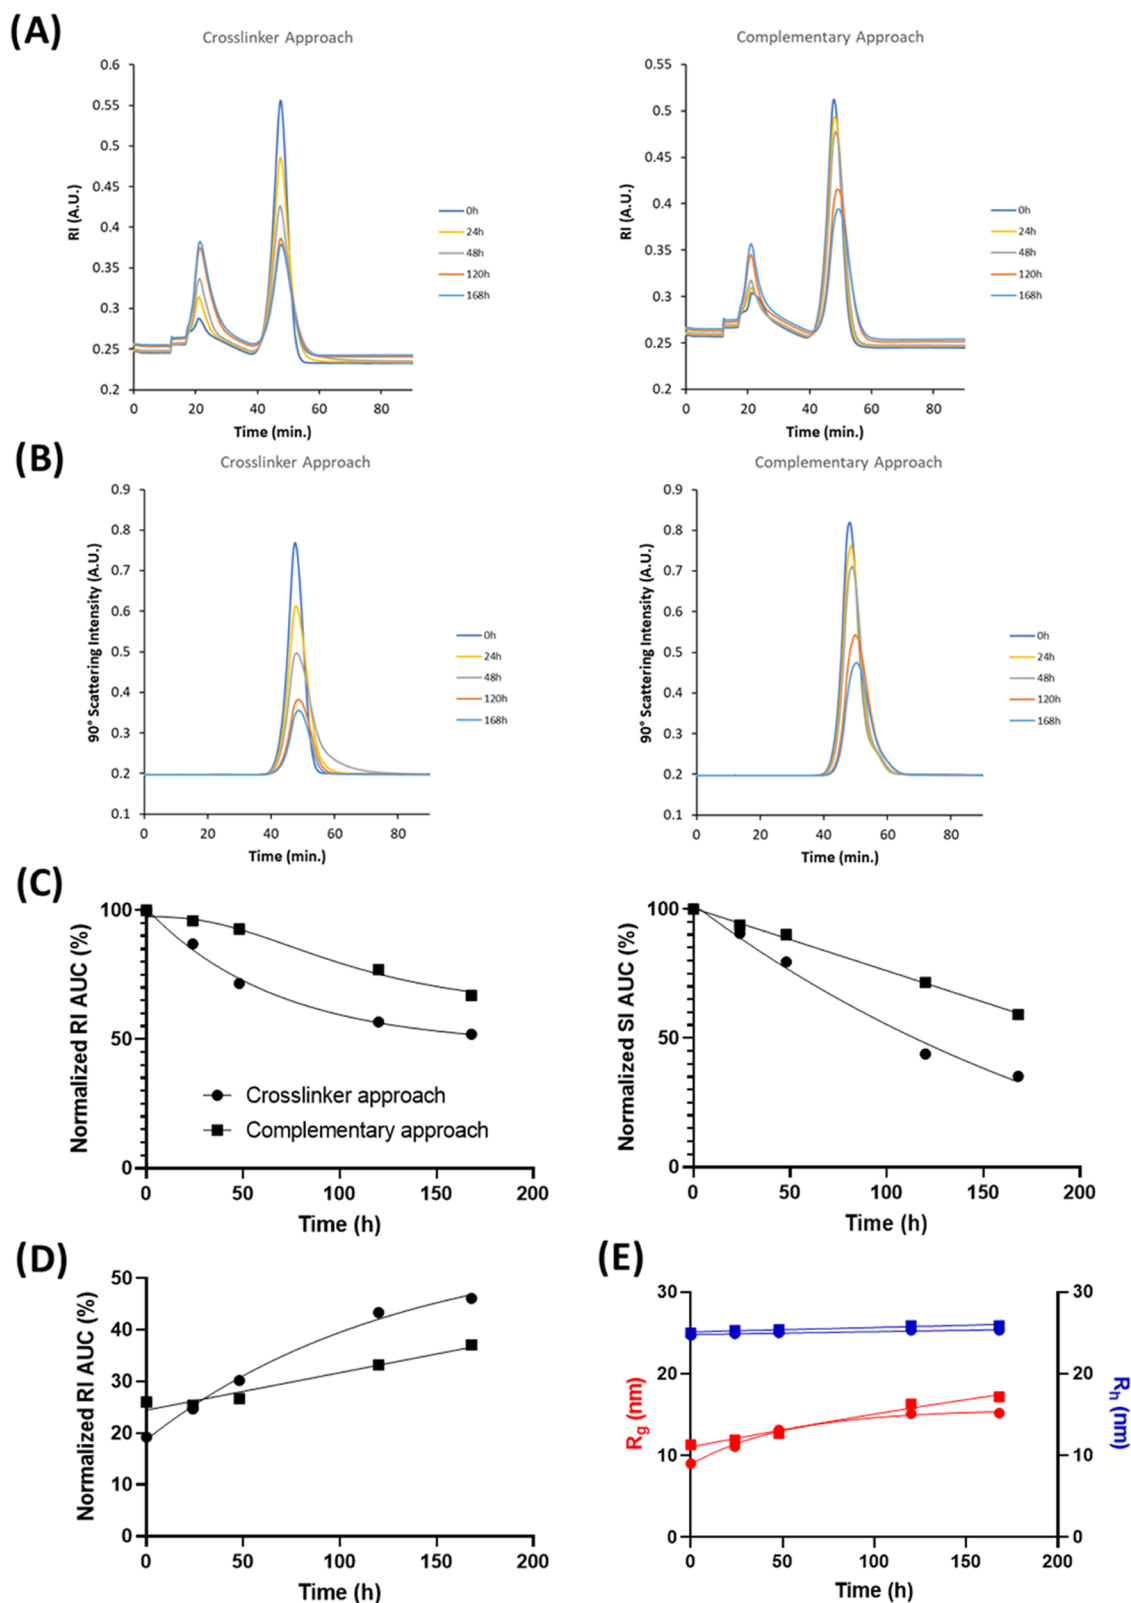 (A)
Crosslinker Approach
0.6
0.55
0.5
0.45
0.4
0.35
0.3
0.25
0.2
RI (A.U.)
0 20 40 60 80
Time (min.)
0h
24h
48h
120h
168h
Complementary Approach
0.55
0.5
0.45
0.4
0.35
0.3
0.25
0.2
RI (A.U.)
0 20 40 60 80
Time (min.)
0h
24h
48h
120h
168h
(B)
Crosslinker Approach
0.9
0.8
0.7
0.6
0.5
0.4
0.3
0.2
0.1
90° Scattering Intensity (A.U.)
0 20 40 60 80
Time (min.)
0h
24h
48h
120h
168h
Complementary Approach
0.9
0.8
0.7
0.6
0.5
0.4
0.3
0.2
0.1
90° Scattering Intensity (A.U.)
0 20 40 60 80
Time (min.)
0h
24h
48h
120h
168h
(C)
100
50
0
Normalized RI AUC (%)
Crosslinker approach
Complementary approach
0 50 100 150 200
Time (h)
100
50
0
Normalized SI AUC (%)
0 50 100 150 200
Time (h)
(D)
50
40
30
20
10
0
Normalized RI AUC (%)
0 50 100 150 200
Time (h)
(E)
30
20
10
0
Rg (nm)
30
20
10
0
Rh (nm)
0 50 100 150 200
Time (h)